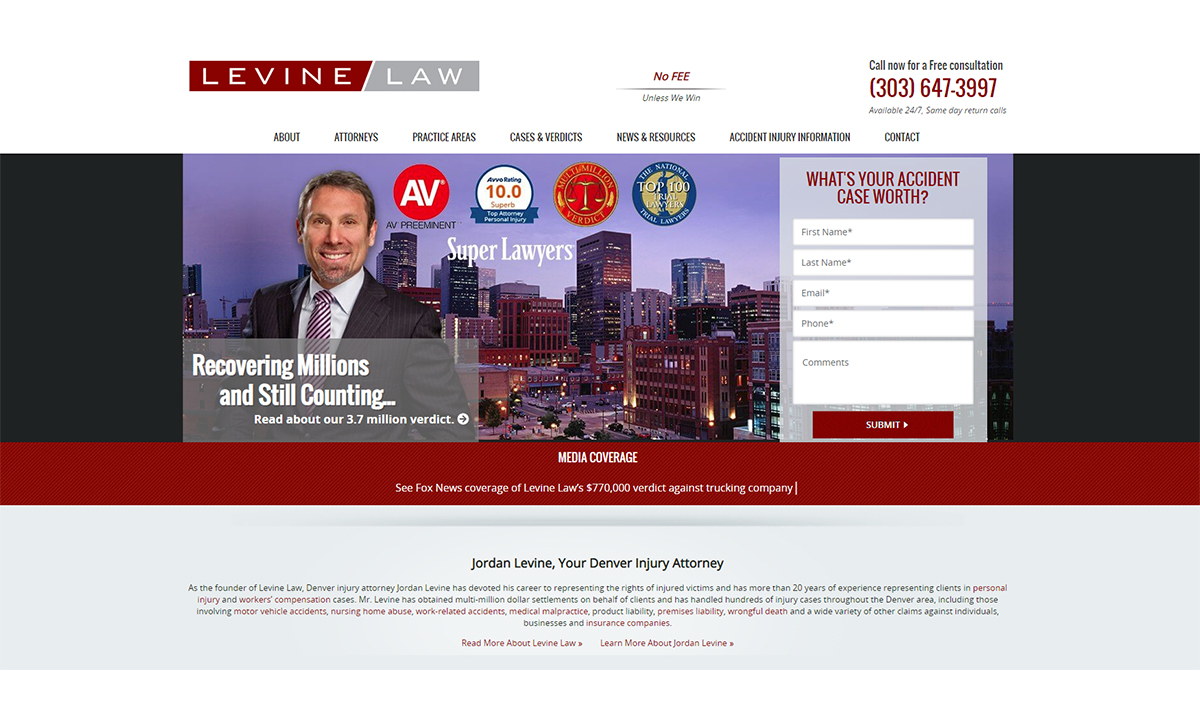 LEVINE LAW
No FEE
Unless We Win
Call now for a Free consultation
(303) 647-3997
Available 24/7, Same day return calls
ABOUT ATTORNEYS PRACTICE AREAS CASES & VERDICTS NEWS & RESOURCES ACCIDENT INJURY INFORMATION CONTACT
AV®
AV PREEMINENT
Avvo Rating
10.0
Superb
Top Attorney
Personal Injury
MULTI-MILLION
VERDICT
THE NATIONAL
TOP 100
TRIAL
LAWYERS
TRIAL LAWYERS
Super Lawyers
Recovering Millions
and Still Counting...
Read about our 3.7 million verdict.
WHAT'S YOUR ACCIDENT
CASE WORTH?
First Name*
Last Name*
Email*
Phone*
Comments
SUBMIT
MEDIA COVERAGE
See Fox News coverage of Levine Law's $770,000 verdict against trucking company
Jordan Levine, Your Denver Injury Attorney
As the founder of Levine Law, Denver injury attorney Jordan Levine has devoted his career to representing the rights of injured victims and has more than 20 years of experience representing clients in personal
injury and workers' compensation cases. Mr. Levine has obtained multi-million dollar settlements on behalf of clients and has handled hundreds of injury cases throughout the Denver area, including those
involving motor vehicle accidents, nursing home abuse, work-related accidents, medical malpractice, product liability, premises liability, wrongful death and a wide variety of other claims against individuals,
businesses and insurance companies.
Read More About Levine Law » Learn More About Jordan Levine »